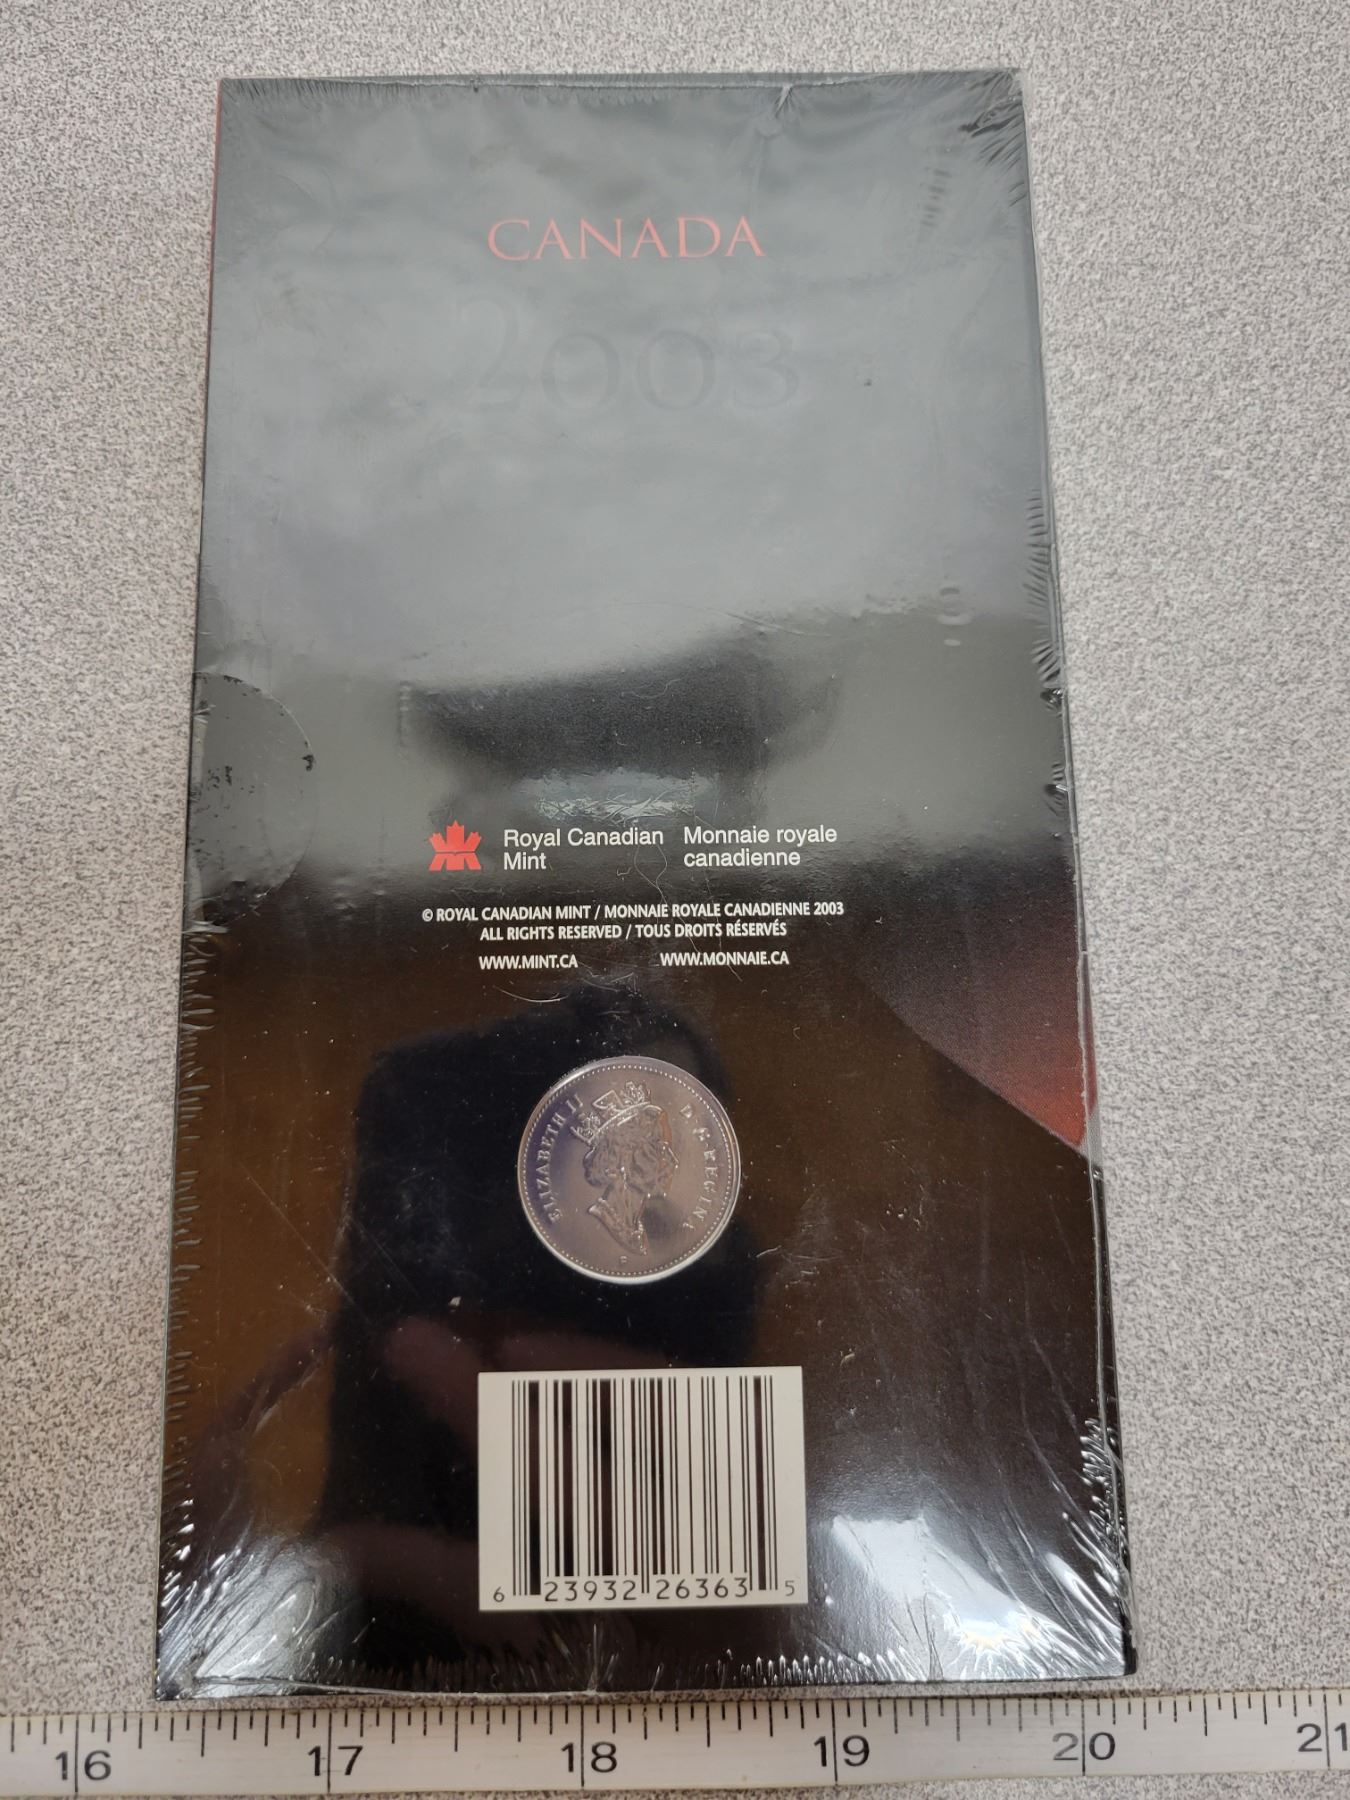 CANADA
2003
Royal Canadian Mint
Monnaie royale canadienne
© ROYAL CANADIAN MINT / MONNAIE ROYALE CANADIENNE 2003
ALL RIGHTS RESERVED / TOUS DROITS RÉSERVÉS
WWW.MINT.CA WWW.MONNAIE.CA
ELIZABETH II D·G·REGINA
P
6 23932 26363 5
16 17 18 19 20 21